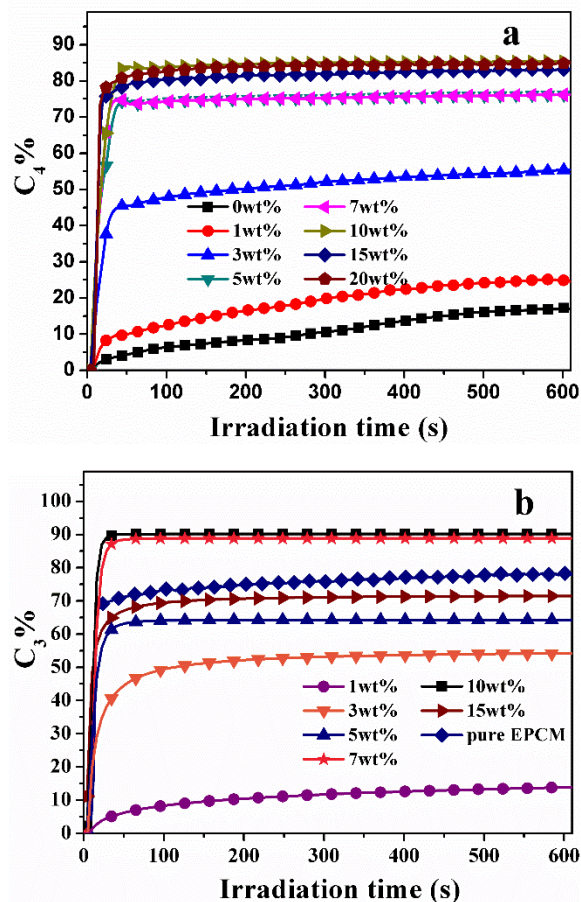 a
C4%
90
80
70
60
50
40
30
20
10
0
0wt% 7wt%
1wt% 10wt%
3wt% 15wt%
5wt% 20wt%
0 100 200 300 400 500 600
Irradiation time (s)
b
C3%
100
90
80
70
60
50
40
30
20
10
0
1wt% 10wt%
3wt% 15wt%
5wt% pure EPCM
7wt%
0 100 200 300 400 500 600
Irradiation time (s)